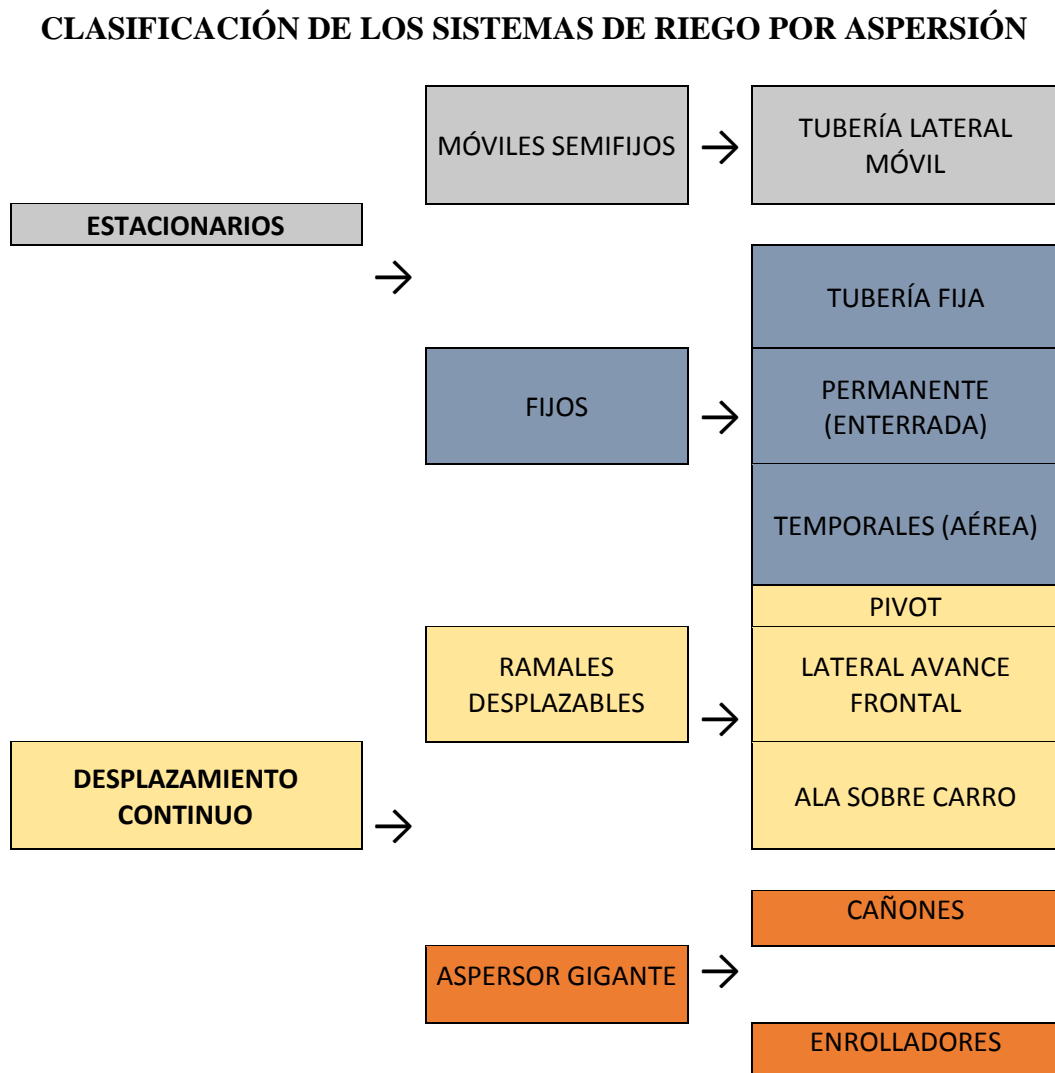 CLASIFICACIÓN DE LOS SISTEMAS DE RIEGO POR ASPERSIÓN
MÓVILES SEMIFIJOS
TUBERÍA LATERAL
MÓVIL
ESTACIONARIOS
TUBERÍA FIJA
FIJOS
PERMANENTE
(ENTERRADA)
TEMPORALES (AÉREA)
PIVOT
RAMALES
DESPLAZABLES
LATERAL AVANCE
FRONTAL
DESPLAZAMIENTO
CONTINUO
ALA SOBRE CARRO
CAÑONES
ASPERSOR GIGANTE
ENROLLADORES